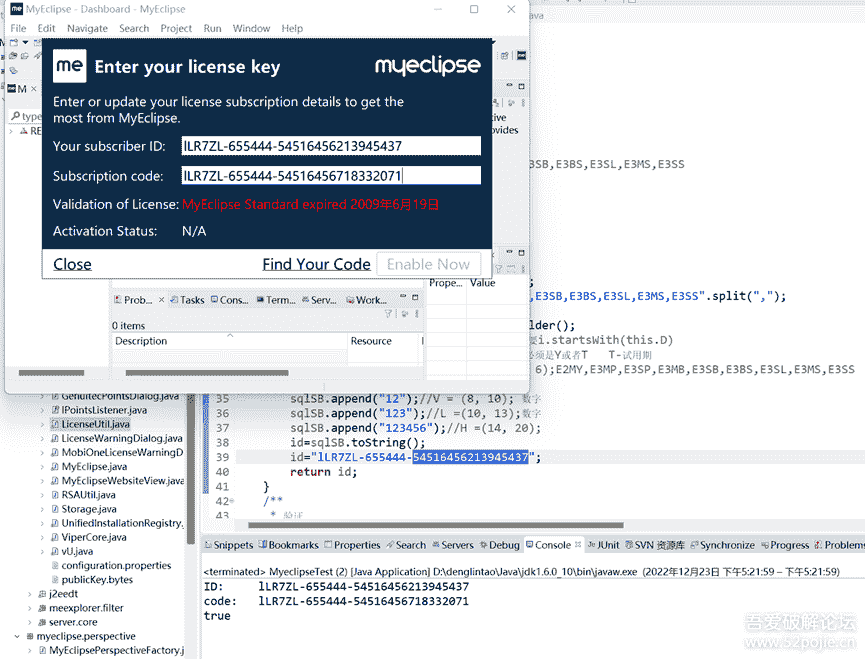 MyEclipse - Dashboard - MyEclipse
File Edit Navigate Search Project Run Window Help
me Enter your license key myeclipse
Enter or update your license subscription details to get the
most from MyEclipse.
Your subscriber ID: lLR7ZL-655444-54516456213945437
Subscription code: lLR7ZL-655444-54516456718332071
Validation of License: MyEclipse Standard expired 2009年6月19日
Activation Status: N/A
Close Find Your Code Enable Now
Prob... Tasks Cons... Term... Serv... Work...
0 items
Description Resource
Prope... Value
3SB,E3BS,E3SL,E3MS,E3SS
,E3SB,E3BS,E3SL,E3MS,E3SS".split(",");
lder();
i.startsWith(this.D)
必须是Y或者T T-试用期
6);E2MY,E3MP,E3SP,E3MB,E3SB,E3BS,E3SL,E3MS,E3SS
35 sqlSB.append("12");//V = (8, 10); 数字
36 sqlSB.append("123");//L =(10, 13);数字
37 sqlSB.append("123456");//H =(14, 20);
38 id=sqlSB.toString();
39 id="lLR7ZL-655444-54516456213945437";
40 return id;
41 }
42 /**
43 * 验证
GenuitecPointsDialog.java
IPointsListener.java
LicenseUtil.java
LicenseWarningDialog.java
MobiOneLicenseWarningD
MyEclipse.java
MyEclipseWebsiteView.java
RSAUtil.java
Storage.java
UnifiedInstallationRegistry.
ViperCore.java
vU.java
configuration.properties
publicKey.bytes
j2eedt
meexplorer.filter
server.core
myeclipse.perspective
MyEclipsePerspectiveFactory.j
Snippets Bookmarks Properties Search Servers Debug Console JUnit SVN 资源库 Synchronize Progress Problems
<terminated> MyeclipseTest (2) [Java Application] D:\denglintao\Java\jdk1.6.0_10\bin\javaw.exe (2022年12月23日 下午5:21:59 – 下午5:21:59)
ID: lLR7ZL-655444-54516456213945437
code: lLR7ZL-655444-54516456718332071
true
吾爱破解论坛
www.52pojie.cn